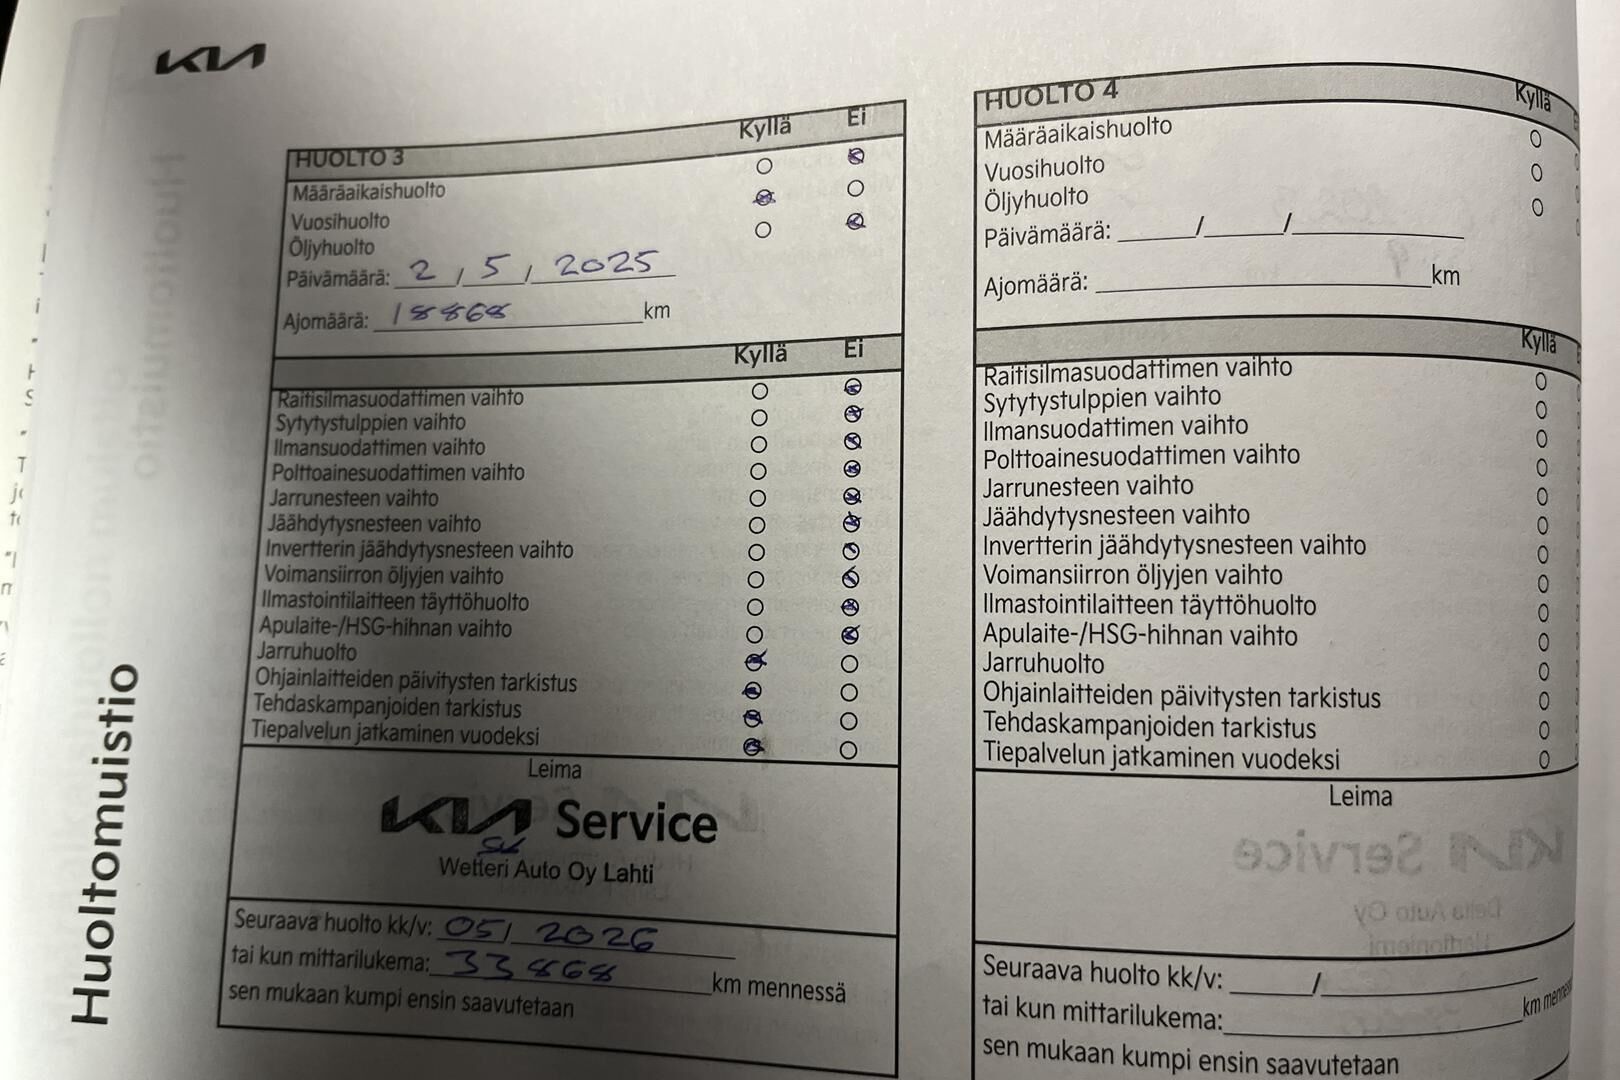 KIA
Huoltomuistio
HUOLTO 3 Kyllä Ei
Määräaikaishuolto
Vuosihuolto
Öljyhuolto
Päivämäärä: 2 / 5 / 2025
Ajomäärä: 18868 km
Kyllä Ei
Raitisilmasuodattimen vaihto
Sytytystulppien vaihto
Ilmansuodattimen vaihto
Polttoainesuodattimen vaihto
Jarrunesteen vaihto
Jäähdytysnesteen vaihto
Invertterin jäähdytysnesteen vaihto
Voimansiirron öljyjen vaihto
Ilmastointilaitteen täyttöhuolto
Apulaite-/HSG-hihnan vaihto
Jarruhuolto
Ohjainlaitteiden päivitysten tarkistus
Tehdaskampanjoiden tarkistus
Tiepalvelun jatkaminen vuodeksi
Leima
KIA Service
Wetteri Auto Oy Lahti
Seuraava huolto kk/v: 05 / 2026
tai kun mittarilukema: 33868 km mennessä
sen mukaan kumpi ensin saavutetaan
HUOLTO 4 Kyllä
Määräaikaishuolto
Vuosihuolto
Öljyhuolto
Päivämäärä: / /
Ajomäärä: km
Kyllä
Raitisilmasuodattimen vaihto
Sytytystulppien vaihto
Ilmansuodattimen vaihto
Polttoainesuodattimen vaihto
Jarrunesteen vaihto
Jäähdytysnesteen vaihto
Invertterin jäähdytysnesteen vaihto
Voimansiirron öljyjen vaihto
Ilmastointilaitteen täyttöhuolto
Apulaite-/HSG-hihnan vaihto
Jarruhuolto
Ohjainlaitteiden päivitysten tarkistus
Tehdaskampanjoiden tarkistus
Tiepalvelun jatkaminen vuodeksi
Leima
Seuraava huolto kk/v: /
tai kun mittarilukema: km
sen mukaan kumpi ensin saavutetaan